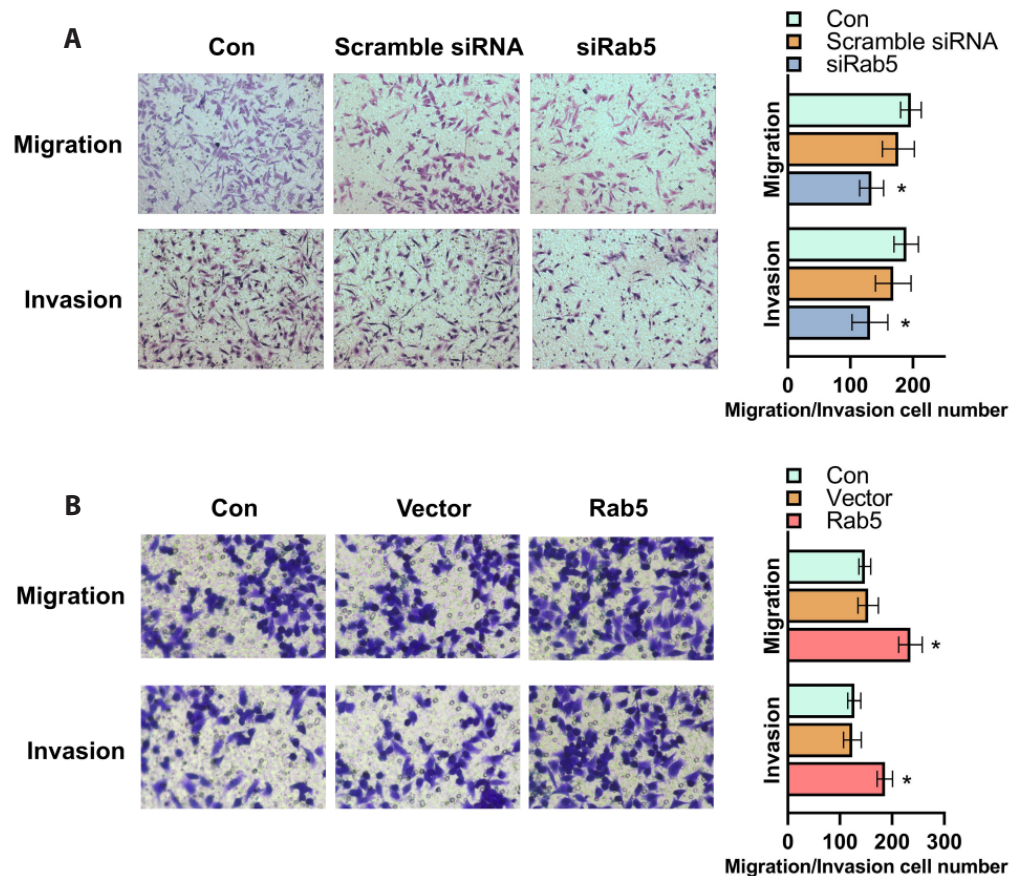 A
Con
Scramble siRNA
siRab5
Migration
Invasion
Con
Scramble siRNA
siRab5
Migration
*
Invasion
*
0 100 200
Migration/Invasion cell number
B
Con
Vector
Rab5
Migration
Invasion
Con
Vector
Rab5
Migration
*
Invasion
*
0 100 200 300
Migration/Invasion cell number